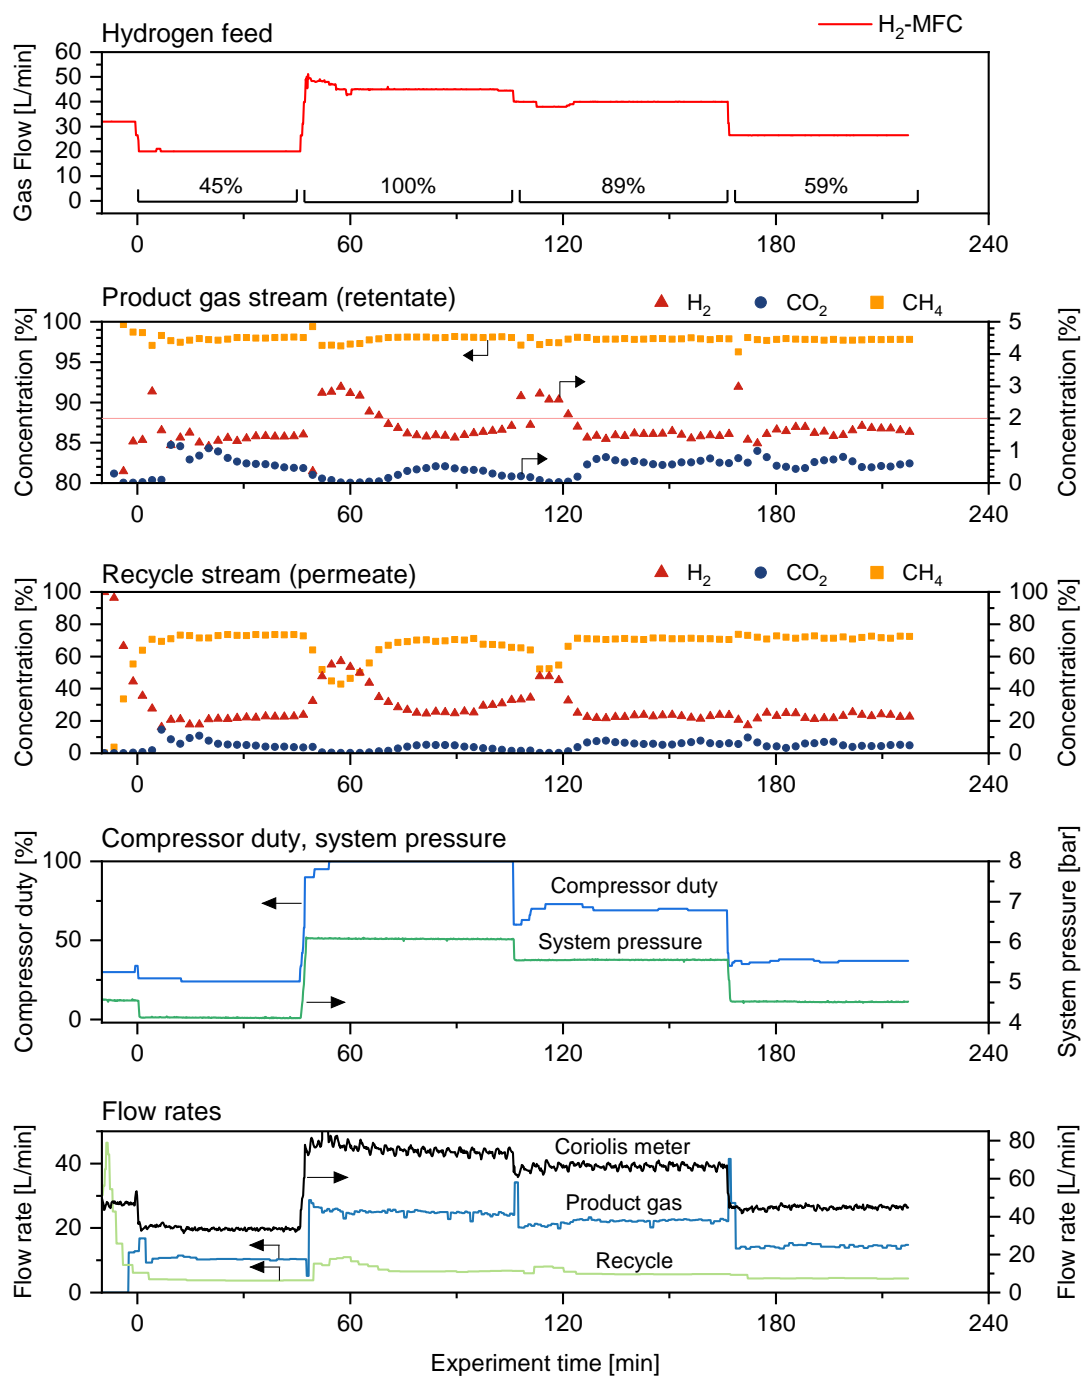 Hydrogen feed
H2-MFC
Gas Flow [L/min]
60
50
40
30
20
10
0
45%
100%
89%
59%
0
60
120
180
240
Product gas stream (retentate)
H2
CO2
CH4
Concentration [%]
100
95
90
85
80
5
4
3
2
1
0
Concentration [%]
0
60
120
180
240
Recycle stream (permeate)
H2
CO2
CH4
Concentration [%]
100
80
60
40
20
0
100
80
60
40
20
0
Concentration [%]
0
60
120
180
240
Compressor duty, system pressure
Compressor duty [%]
100
50
0
Compressor duty
System pressure
8
7
6
5
4
System pressure [bar]
0
60
120
180
240
Flow rates
Flow rate [L/min]
40
20
0
Coriolis meter
Product gas
Recycle
80
60
40
20
0
Flow rate [L/min]
0
60
120
180
240
Experiment time [min]